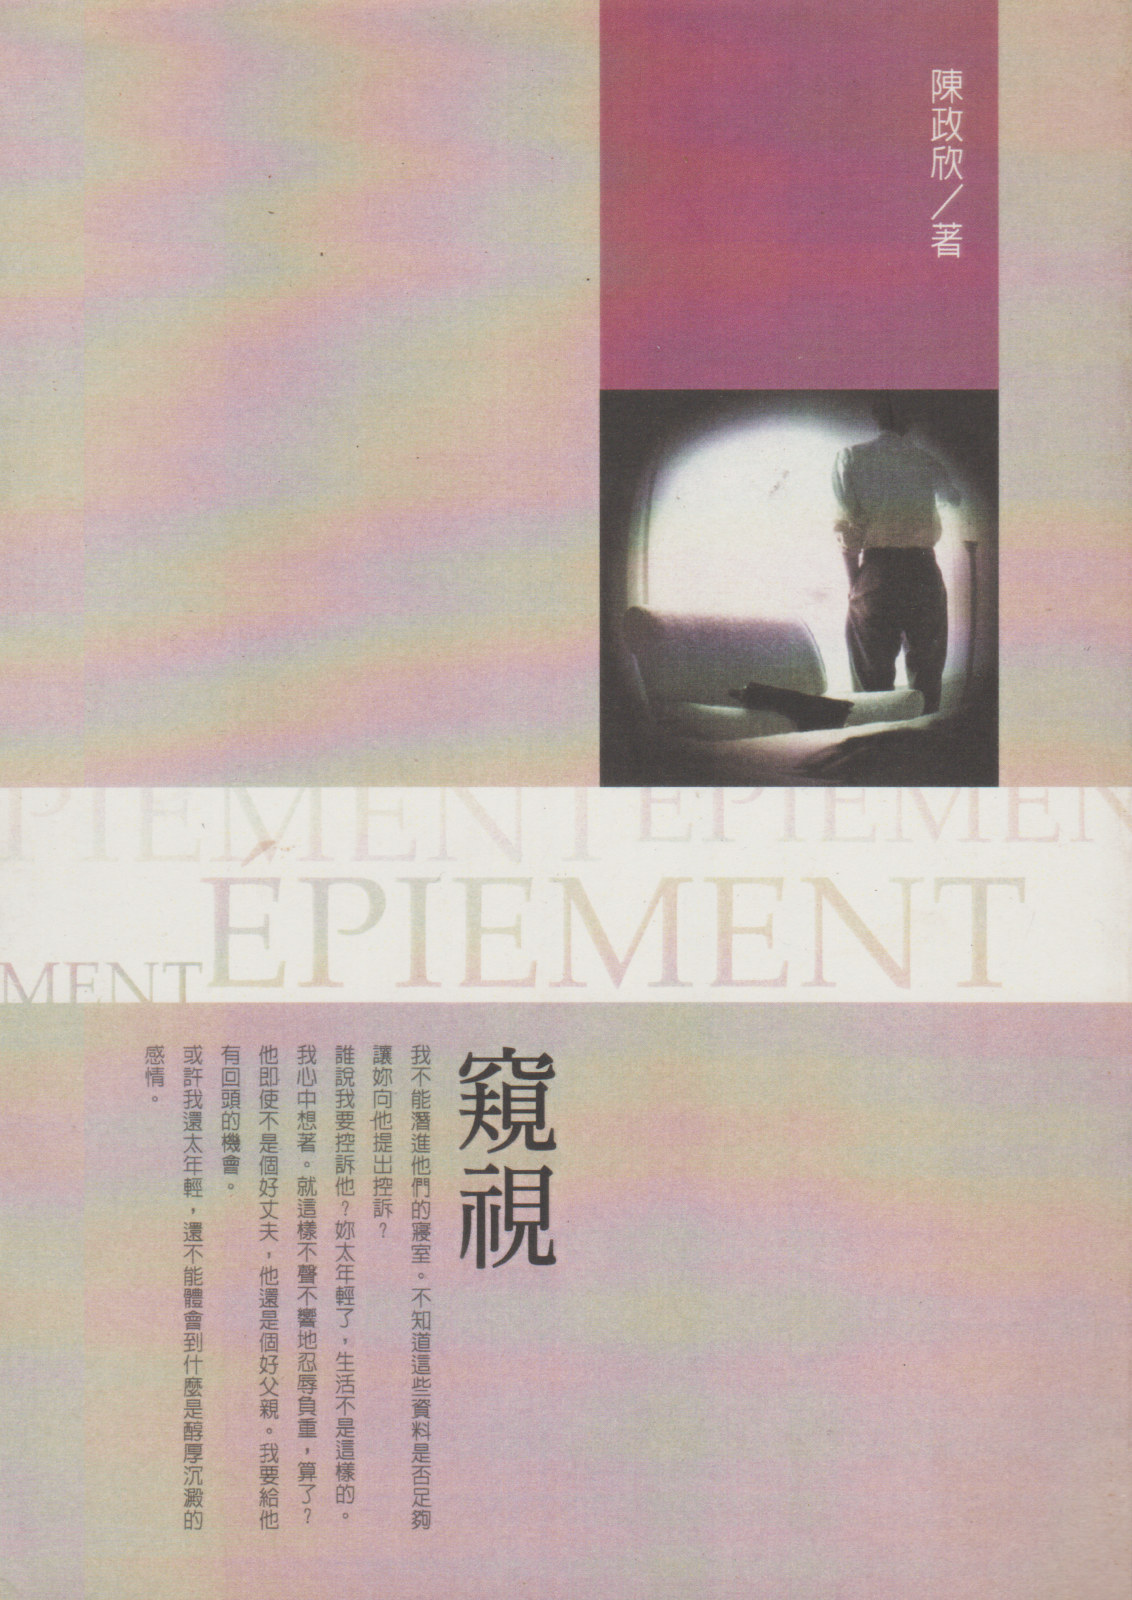 陳政欣／著
PIEMENT EPIEMEN
ÉPIEMENT
MENT
窺視
我不能潛進他們的寢室。不知道這些資料是否足夠
讓妳向他提出控訴？
誰說我要控訴他？妳太年輕了，生活不是這樣的。
我心中想著。就這樣不聲不響地忍辱負重，算了？
他即使不是個好丈夫，他還是個好父親。我要給他
有回頭的機會。
或許我還太年輕，還不能體會到什麼是醇厚沉澱的
感情。